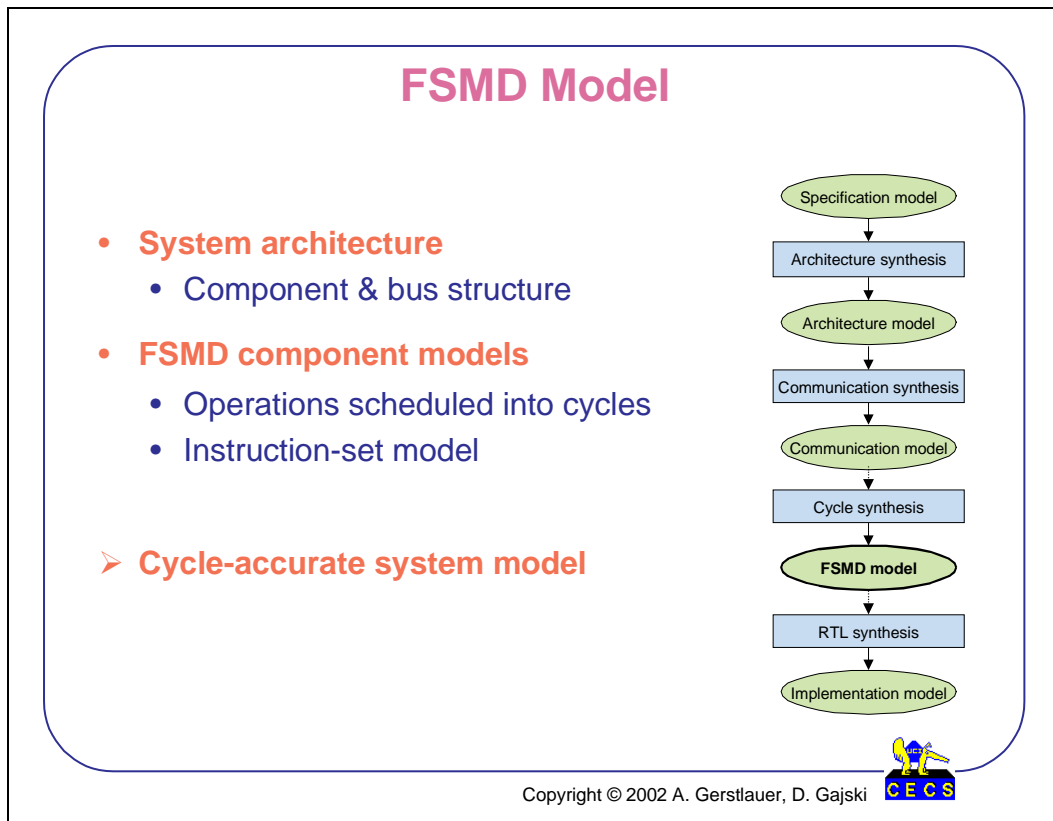 FSMD Model
• System architecture
• Component & bus structure
• FSMD component models
• Operations scheduled into cycles
• Instruction-set model
➢ Cycle-accurate system model
Specification model
Architecture synthesis
Architecture model
Communication synthesis
Communication model
Cycle synthesis
FSMD model
RTL synthesis
Implementation model
Copyright © 2002 A. Gerstlauer, D. Gajski
UCI
CECS